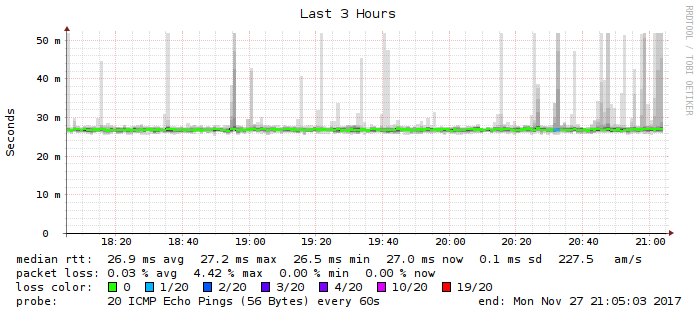 Last 3 Hours
RRDTOOL / TOBI OETIKER
Seconds
50 m
40 m
30 m
20 m
10 m
0
18:20 18:40 19:00 19:20 19:40 20:00 20:20 20:40 21:00
median rtt: 26.9 ms avg 27.2 ms max 26.5 ms min 27.0 ms now 0.1 ms sd 227.5 am/s
packet loss: 0.03 % avg 4.42 % max 0.00 % min 0.00 % now
loss color: 0 1/20 2/20 3/20 4/20 10/20 19/20
probe: 20 ICMP Echo Pings (56 Bytes) every 60s end: Mon Nov 27 21:05:03 2017